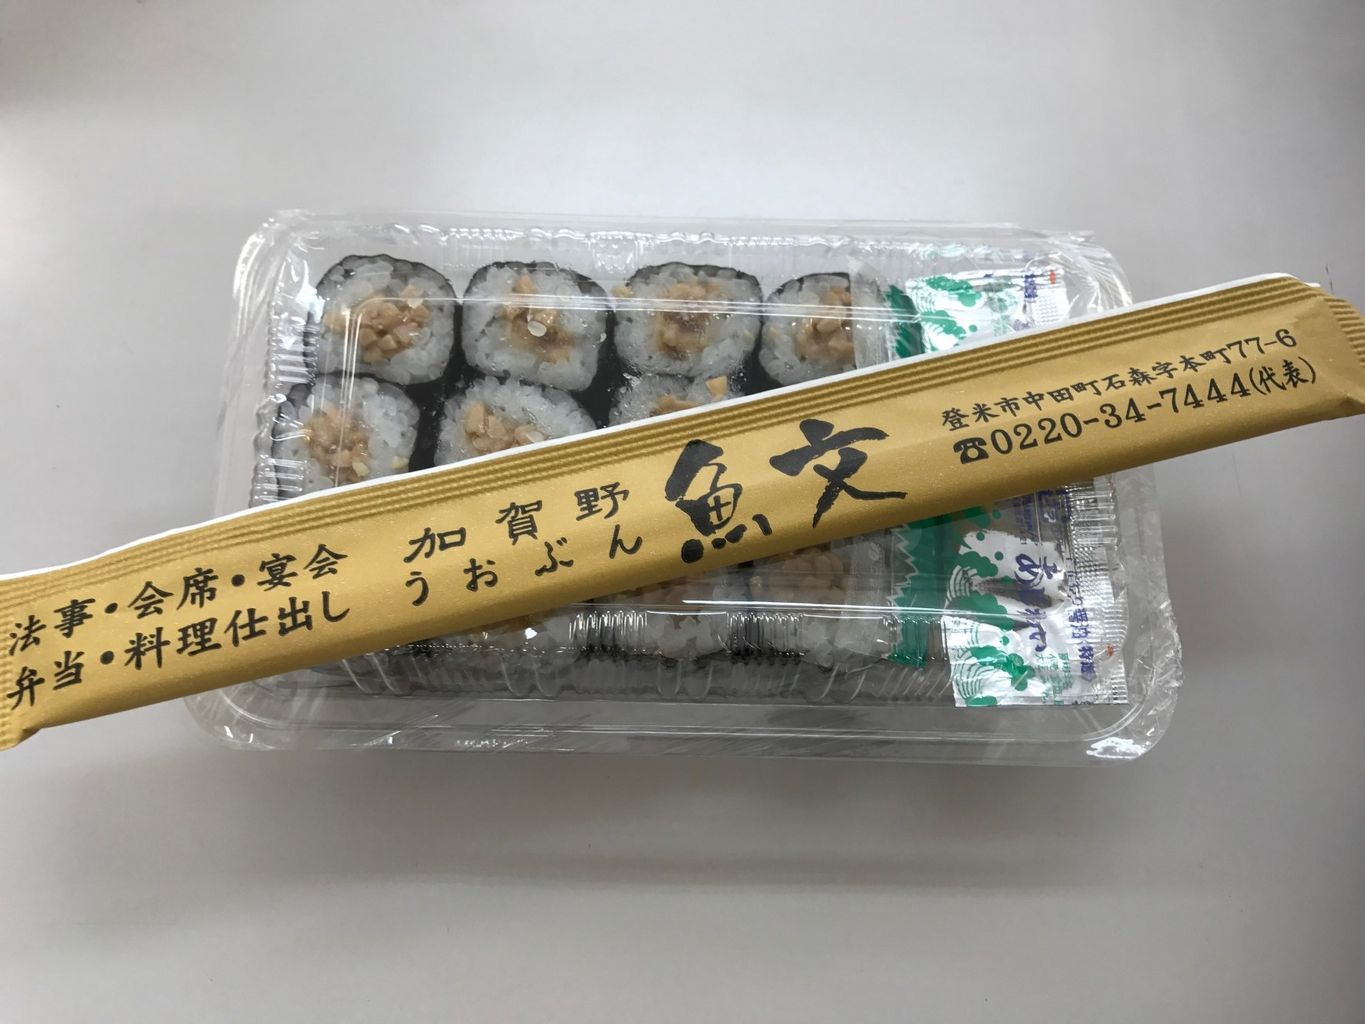 法事・会席・宴会
弁当・料理仕出し
加賀野
うおぶん
魚文
登米市中田町石森字本町77-6
☎0220-34-7444(代表)